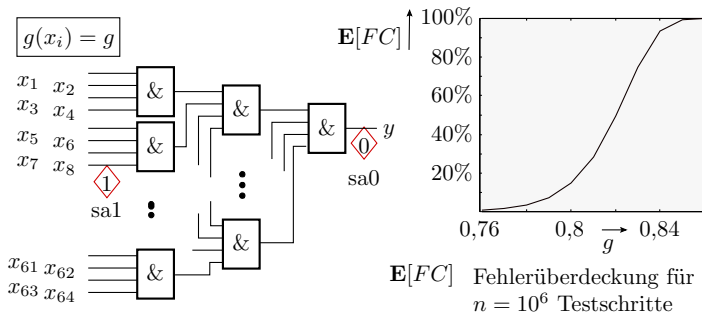 g(x_i) = g
x_1 x_2
x_3 x_4
x_5 x_6
x_7 x_8
1
sa1
x_61 x_62
x_63 x_64
&
&
&
&
&
&
y
0
sa0
E[FC]
100%
80%
60%
40%
20%
0,76 0,8 g 0,84
E[FC] Fehlerüberdeckung für
n = 10^6 Testschritte